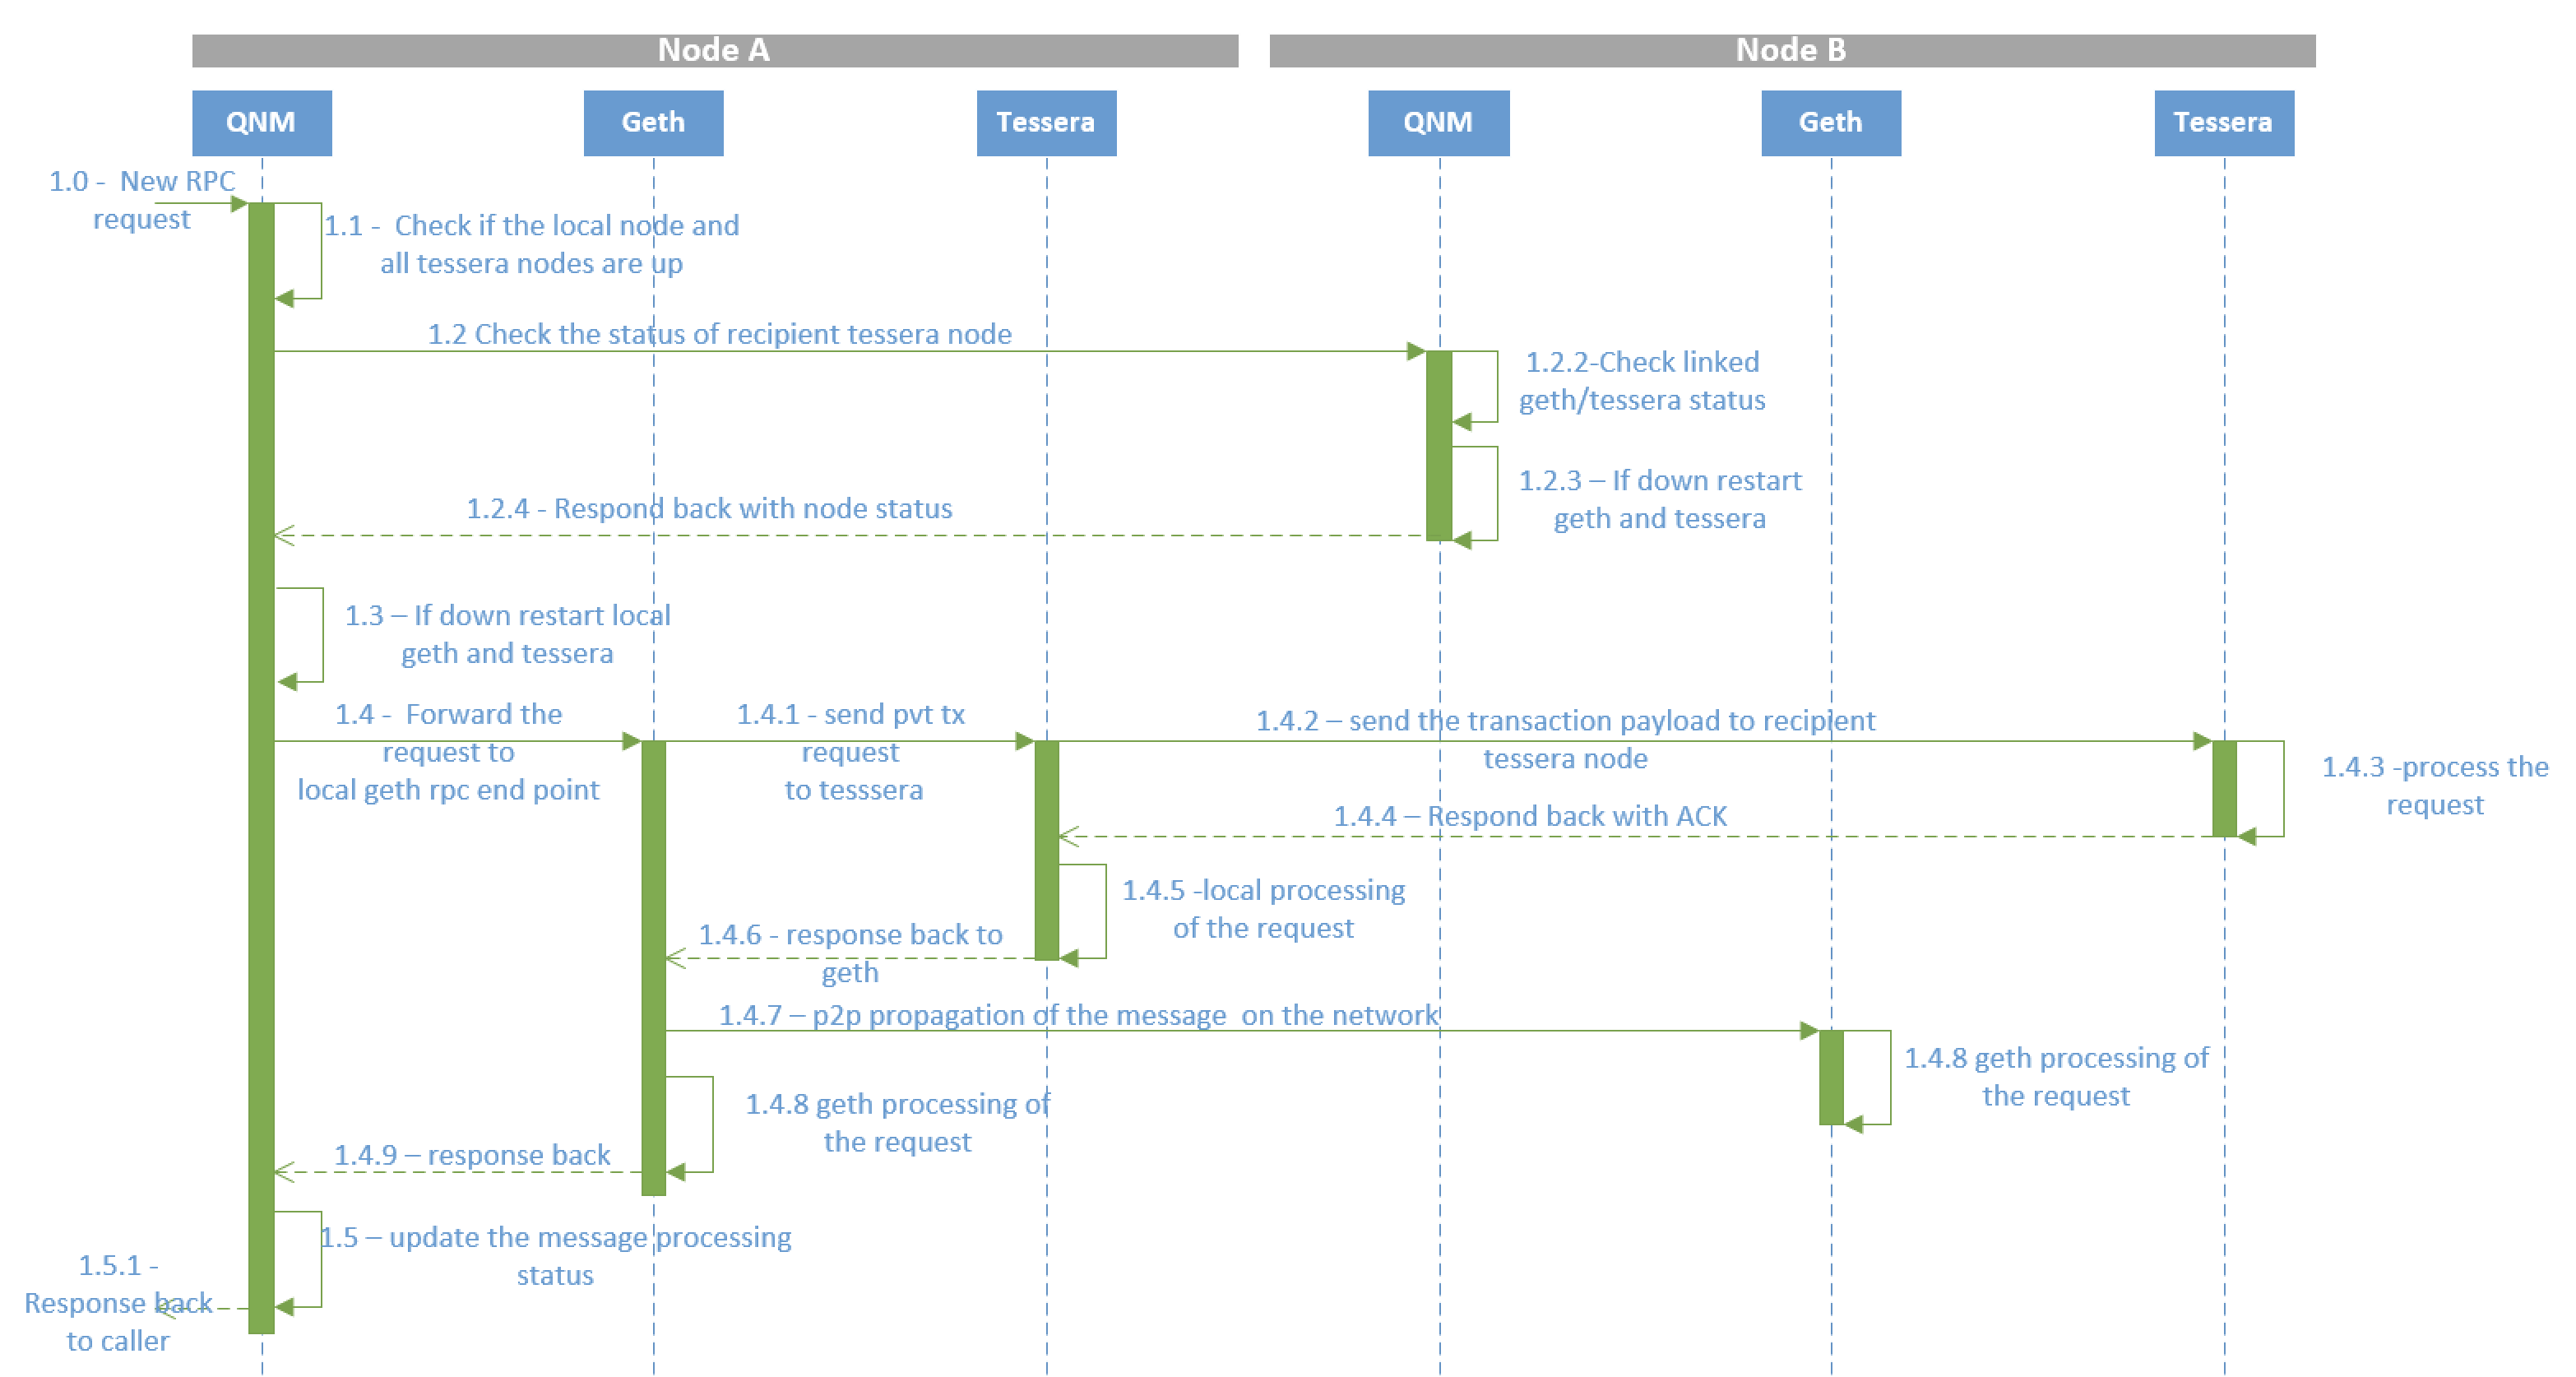 Node A
Node B
QNM
Geth
Tessera
QNM
Geth
Tessera
1.0 -  New RPC
request
1.1 -  Check if the local node and
all tessera nodes are up
1.2 Check the status of recipient tessera node
1.2.2-Check linked
geth/tessera status
1.2.3 – If down restart
geth and tessera
1.2.4 - Respond back with node status
1.3 – If down restart local
geth and tessera
1.4 -  Forward the
request to
local geth rpc end point
1.4.1 - send pvt tx
request
to tesssera
1.4.2 – send the transaction payload to recipient
tessera node
1.4.3 -process the
request
1.4.4 – Respond back with ACK
1.4.5 -local processing
of the request
1.4.6 - response back to
geth
1.4.7 – p2p propagation of the message  on the network
1.4.8 geth processing of
the request
1.4.8 geth processing of
the request
1.4.9 – response back
1.5 – update the message processing
status
1.5.1 -
Response back
to caller